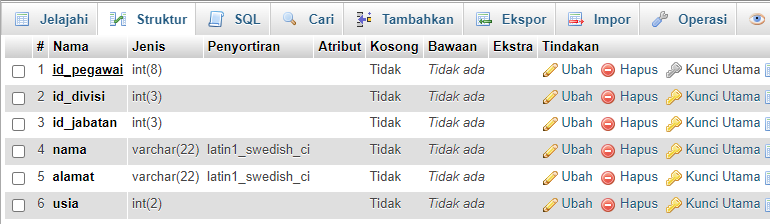 Jelajahi Struktur SQL Cari Tambahkan Ekspor Impor Operasi
# Nama Jenis Penyortiran Atribut Kosong Bawaan Ekstra Tindakan
1 id_pegawai int(8) Tidak Tidak ada Ubah Hapus Kunci Utama
2 id_divisi int(3) Tidak Tidak ada Ubah Hapus Kunci Utama
3 id_jabatan int(3) Tidak Tidak ada Ubah Hapus Kunci Utama
4 nama varchar(22) latin1_swedish_ci Tidak Tidak ada Ubah Hapus Kunci Utama
5 alamat varchar(22) latin1_swedish_ci Tidak Tidak ada Ubah Hapus Kunci Utama
6 usia int(2) Tidak Tidak ada Ubah Hapus Kunci Utama